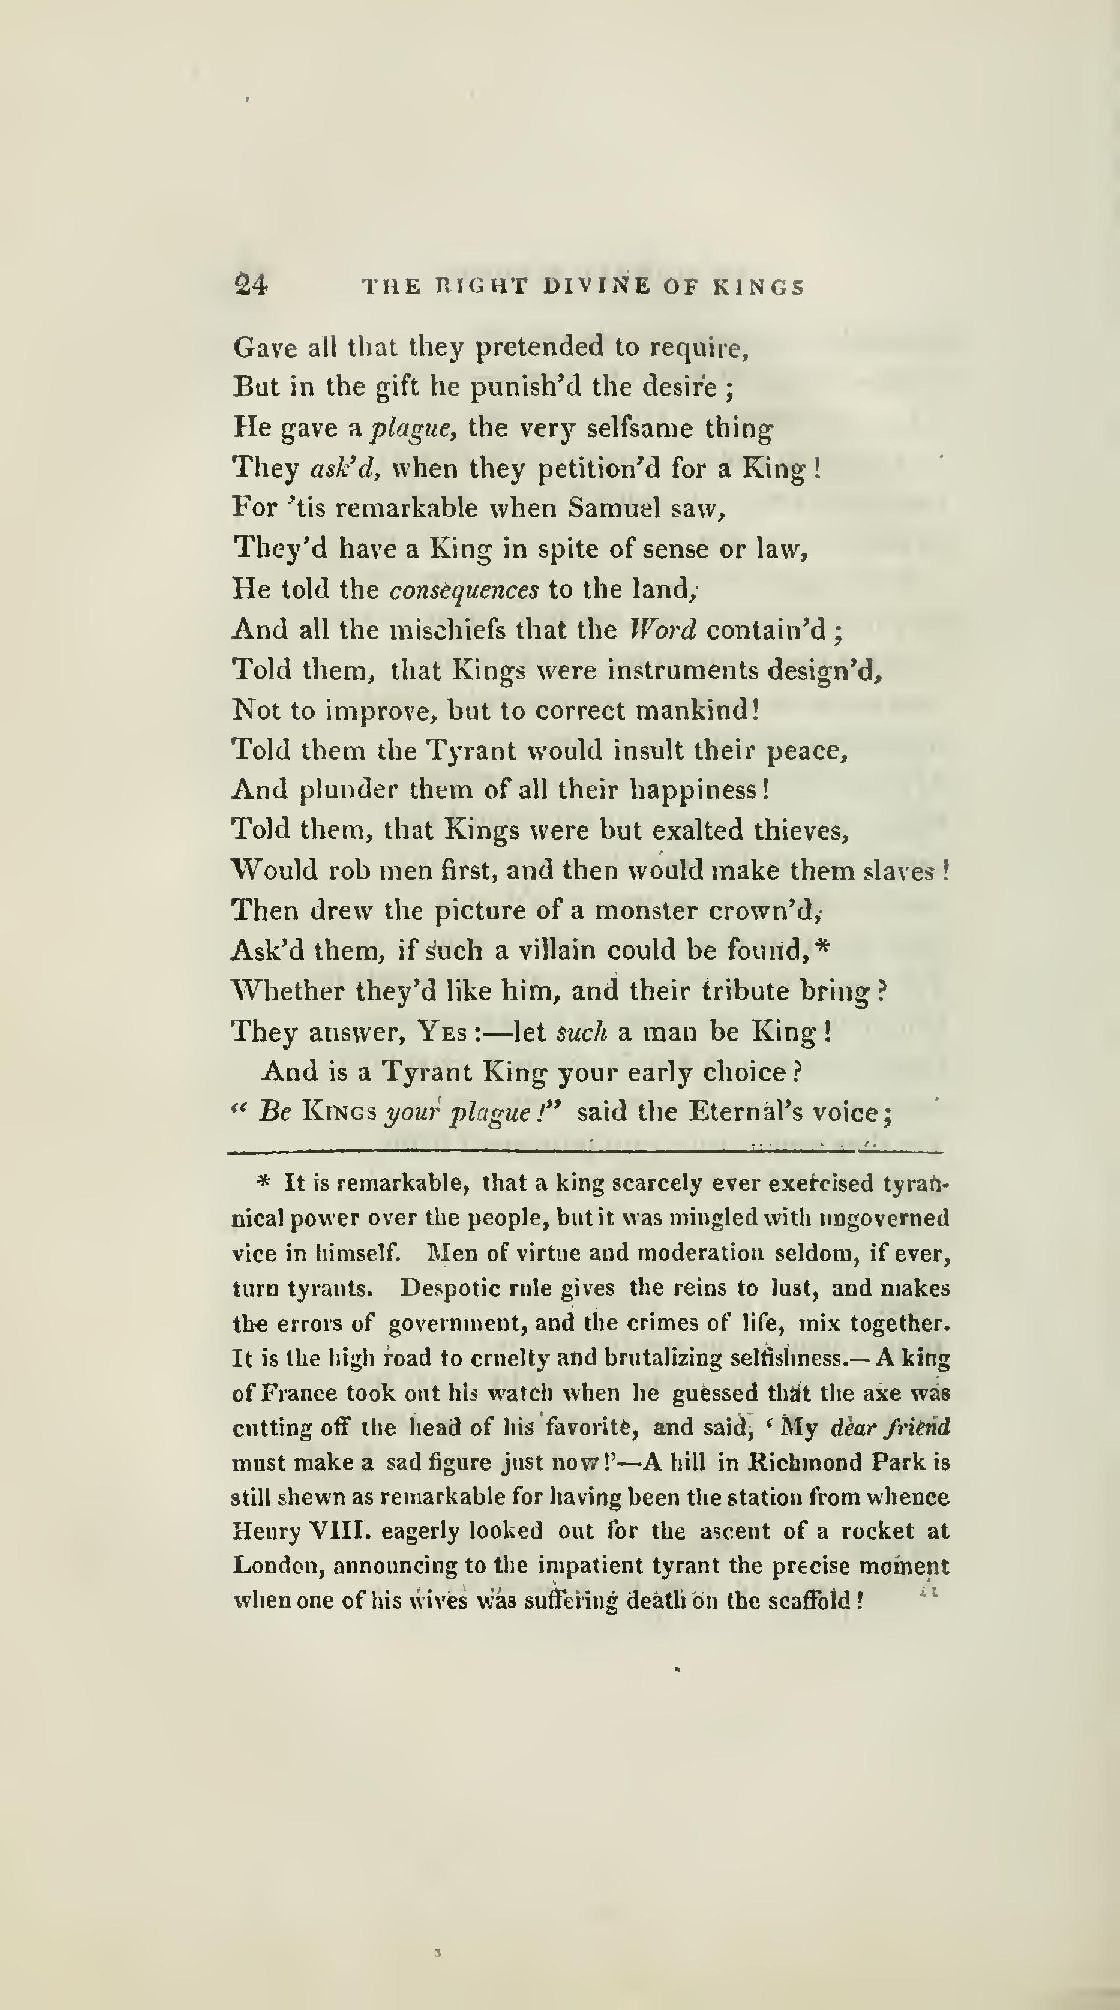 24 THE RIGHT DIVINE OF KINGS
Gave all that they pretended to require,
But in the gift he punish'd the desire ;
He gave a plague, the very selfsame thing
They ask'd, when they petition'd for a King !
For 'tis remarkable when Samuel saw,
They'd have a King in spite of sense or law,
He told the consequences to the land,
And all the mischiefs that the Word contain'd ;
Told them, that Kings were instruments design'd,
Not to improve, but to correct mankind!
Told them the Tyrant would insult their peace,
And plunder them of all their happiness!
Told them, that Kings were but exalted thieves,
Would rob men first, and then would make them slaves !
Then drew the picture of a monster crown'd,
Ask'd them, if such a villain could be found,*
Whether they'd like him, and their tribute bring ?
They answer, YES :—let such a man be King !
And is a Tyrant King your early choice ?
“ Be KINGS your plague !” said the Eternal's voice ;
* It is remarkable, that a king scarcely ever exercised tyran-
nical power over the people, but it was mingled with ungoverned
vice in himself. Men of virtue and moderation seldom, if ever,
turn tyrants. Despotic rule gives the reins to lust, and makes
the errors of government, and the crimes of life, mix together.
It is the high road to cruelty and brutalizing selfishness.— A king
of France took out his watch when he guessed that the axe was
cutting off the head of his favorite, and said, ‘ My dear friend
must make a sad figure just now !’—A hill in Richmond Park is
still shewn as remarkable for having been the station from whence
Henry VIII. eagerly looked out for the ascent of a rocket at
London, announcing to the impatient tyrant the precise moment
when one of his wives was suffering death on the scaffold !